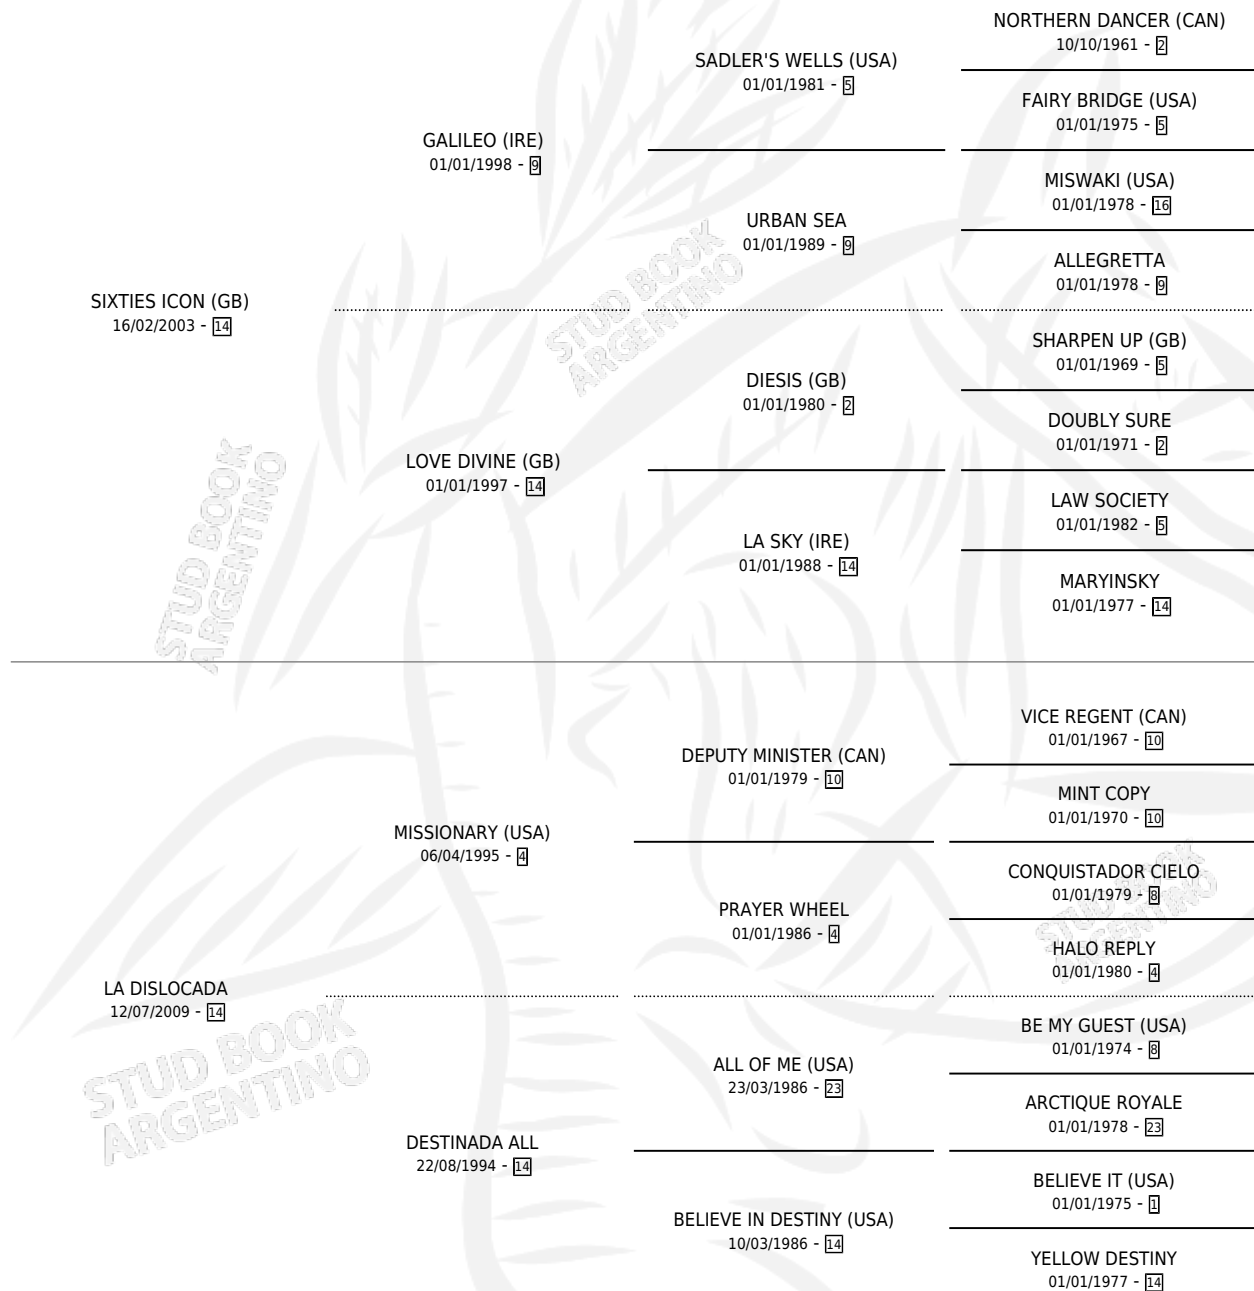 NORTHERN DANCER (CAN)
10/10/1961 - 2
SADLER'S WELLS (USA)
01/01/1981 - 5
FAIRY BRIDGE (USA)
01/01/1975 - 5
GALILEO (IRE)
01/01/1998 - 9
MISWAKI (USA)
01/01/1978 - 16
URBAN SEA
01/01/1989 - 9
ALLEGRETTA
01/01/1978 - 9
SIXTIES ICON (GB)
16/02/2003 - 14
SHARPEN UP (GB)
01/01/1969 - 5
DIESIS (GB)
01/01/1980 - 2
DOUBLY SURE
01/01/1971 - 2
LOVE DIVINE (GB)
01/01/1997 - 14
LAW SOCIETY
01/01/1982 - 5
LA SKY (IRE)
01/01/1988 - 14
MARYINSKY
01/01/1977 - 14
VICE REGENT (CAN)
01/01/1967 - 10
DEPUTY MINISTER (CAN)
01/01/1979 - 10
MINT COPY
01/01/1970 - 10
MISSIONARY (USA)
06/04/1995 - 4
CONQUISTADOR CIELO
01/01/1979 - 8
PRAYER WHEEL
01/01/1986 - 4
HALO REPLY
01/01/1980 - 4
LA DISLOCADA
12/07/2009 - 14
BE MY GUEST (USA)
01/01/1974 - 8
ALL OF ME (USA)
23/03/1986 - 23
ARCTIQUE ROYALE
01/01/1978 - 23
DESTINADA ALL
22/08/1994 - 14
BELIEVE IT (USA)
01/01/1975 - 1
BELIEVE IN DESTINY (USA)
10/03/1986 - 14
YELLOW DESTINY
01/01/1977 - 14
STUD BOOK
ARGENTINO
STUD BOOK
ARGENTINO
STUD BOOK
ARGENTINO
STUD BOOK
ARGENTINO